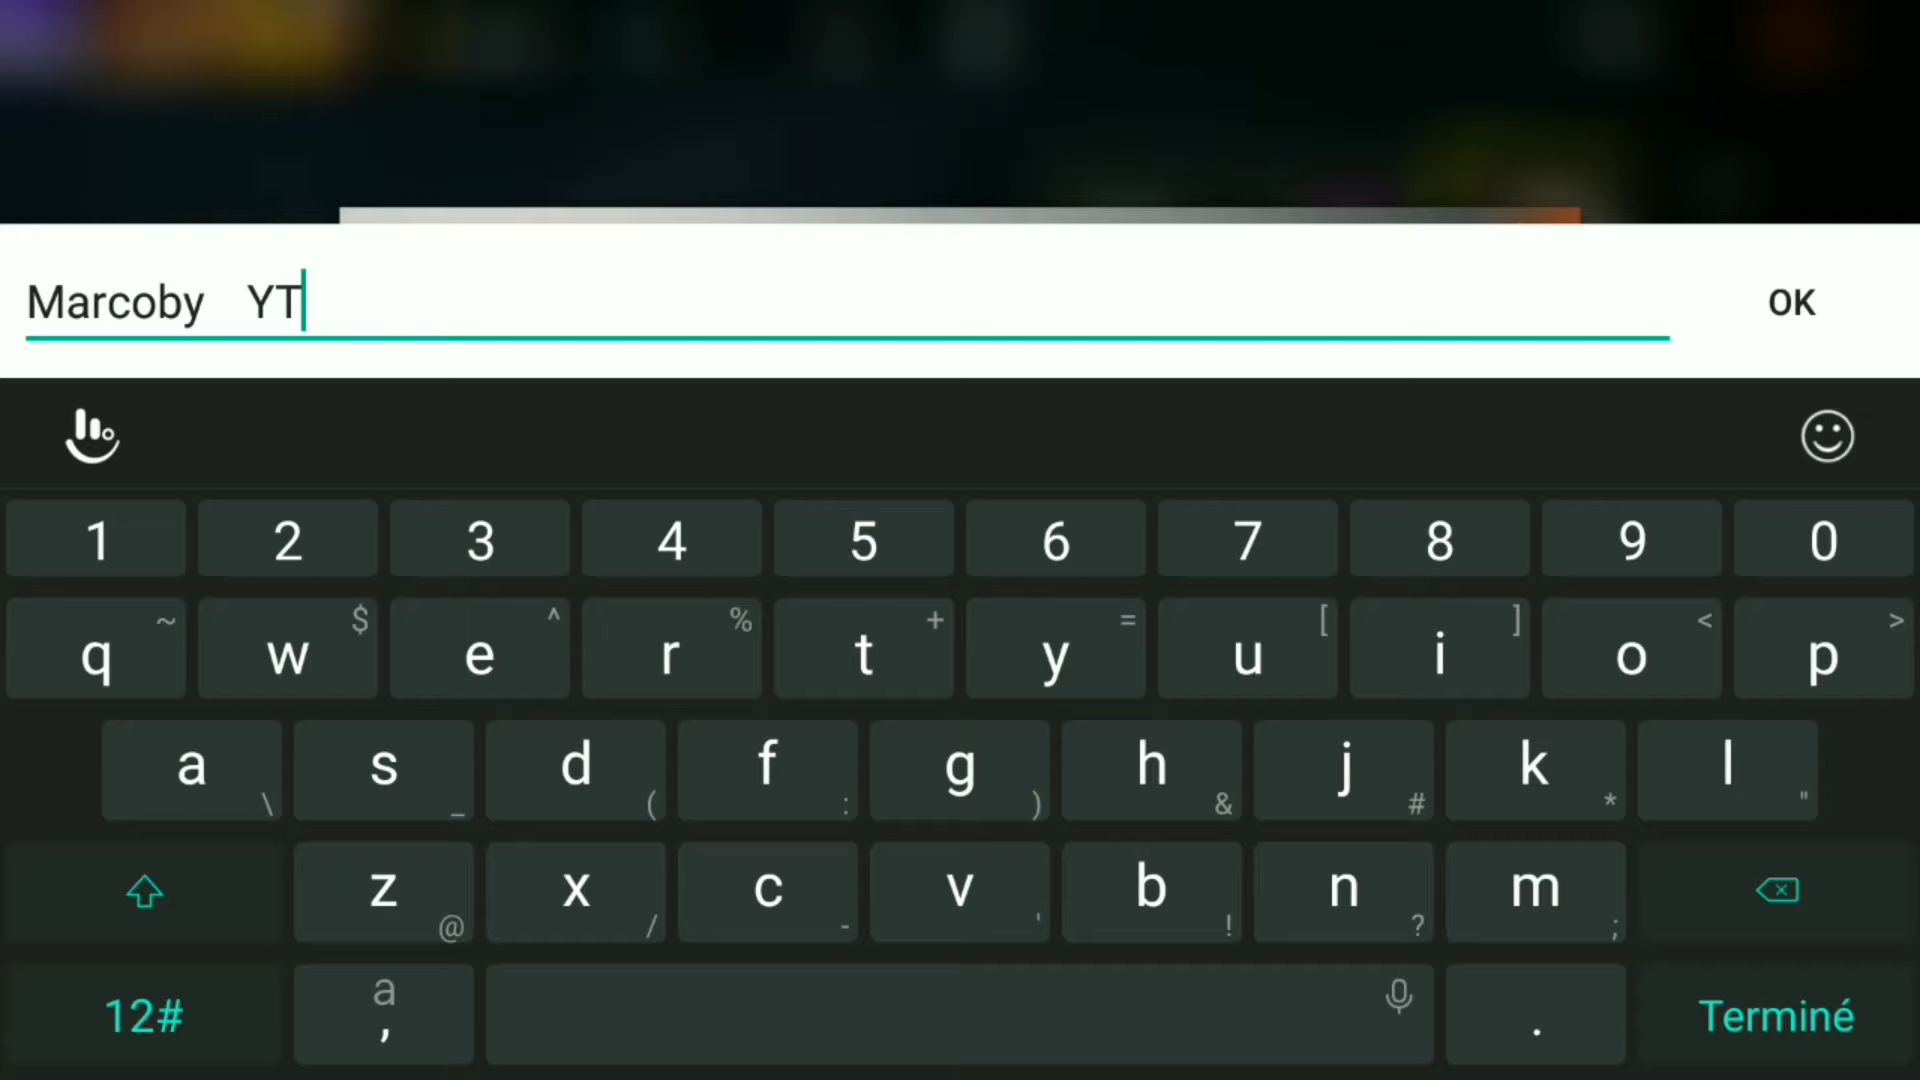 Marcoby   YT
OK
1 2 3 4 5 6 7 8 9 0
q ~ w $ e ^ r % t + y = u [ i ] o < p >
a \ s _ d ( f : g ) h & j # k * l "
z @ x / c - v ' b ! n ? m ;
12# a , . Terminé